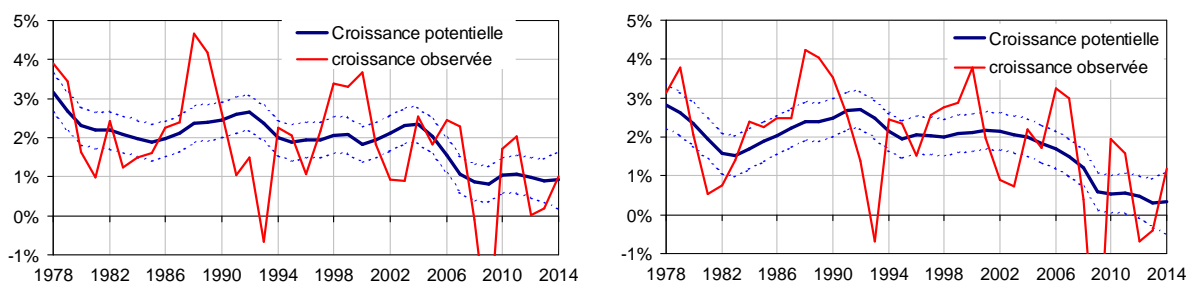 5%
4%
3%
2%
1%
0%
-1%
1978 1982 1986 1990 1994 1998 2002 2006 2010 2014
Croissance potentielle
croissance observée
5%
4%
3%
2%
1%
0%
-1%
1978 1982 1986 1990 1994 1998 2002 2006 2010 2014
Croissance potentielle
croissance observée